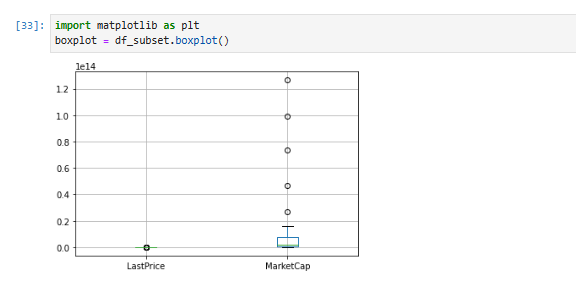 [33]: import matplotlib as plt
boxplot = df_subset.boxplot()
1e14
1.2
1.0
0.8
0.6
0.4
0.2
0.0
LastPrice MarketCap